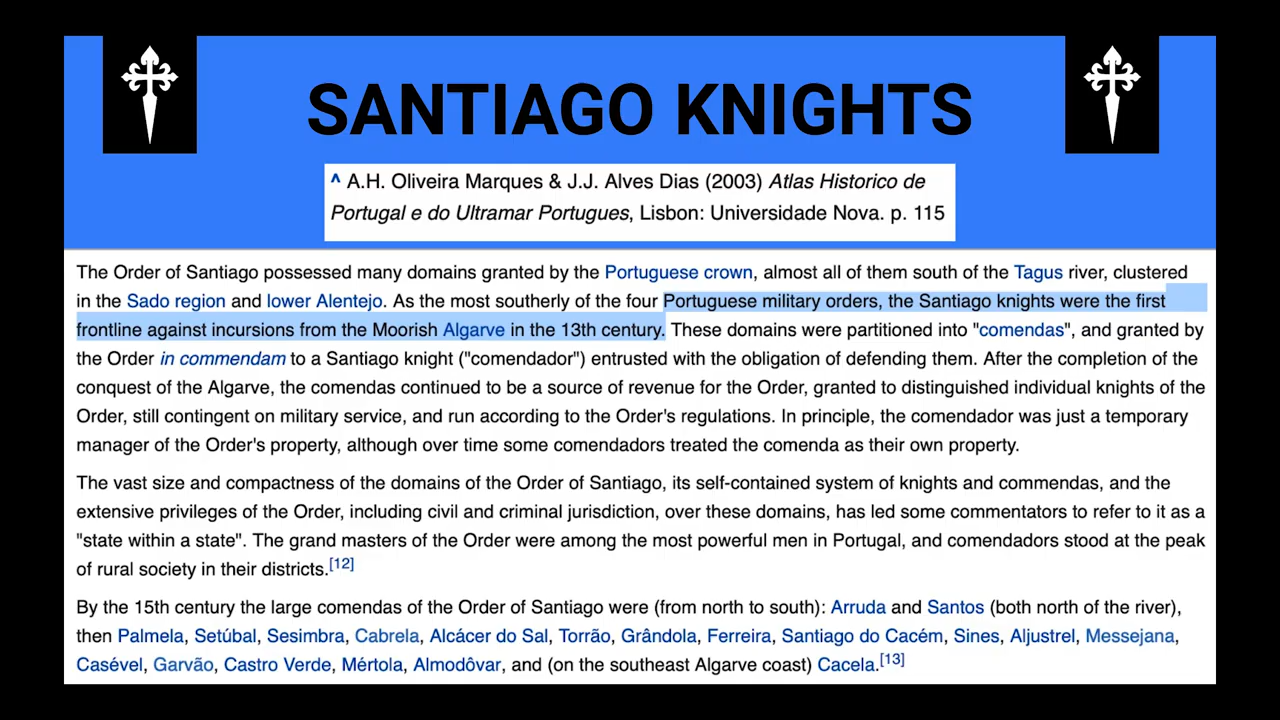 SANTIAGO KNIGHTS
^ A.H. Oliveira Marques & J.J. Alves Dias (2003) Atlas Historico de
Portugal e do Ultramar Portugues, Lisbon: Universidade Nova. p. 115
The Order of Santiago possessed many domains granted by the Portuguese crown, almost all of them south of the Tagus river, clustered
in the Sado region and lower Alentejo. As the most southerly of the four Portuguese military orders, the Santiago knights were the first
frontline against incursions from the Moorish Algarve in the 13th century. These domains were partitioned into "comendas", and granted by
the Order in commendam to a Santiago knight ("comendador") entrusted with the obligation of defending them. After the completion of the
conquest of the Algarve, the comendas continued to be a source of revenue for the Order, granted to distinguished individual knights of the
Order, still contingent on military service, and run according to the Order's regulations. In principle, the comendador was just a temporary
manager of the Order's property, although over time some comendadors treated the comenda as their own property.
The vast size and compactness of the domains of the Order of Santiago, its self-contained system of knights and commendas, and the
extensive privileges of the Order, including civil and criminal jurisdiction, over these domains, has led some commentators to refer to it as a
"state within a state". The grand masters of the Order were among the most powerful men in Portugal, and comendadors stood at the peak
of rural society in their districts.[12]
By the 15th century the large comendas of the Order of Santiago were (from north to south): Arruda and Santos (both north of the river),
then Palmela, Setúbal, Sesimbra, Cabrela, Alcácer do Sal, Torrão, Grândola, Ferreira, Santiago do Cacém, Sines, Aljustrel, Messejana,
Casével, Garvão, Castro Verde, Mértola, Almodôvar, and (on the southeast Algarve coast) Cacela.[13]